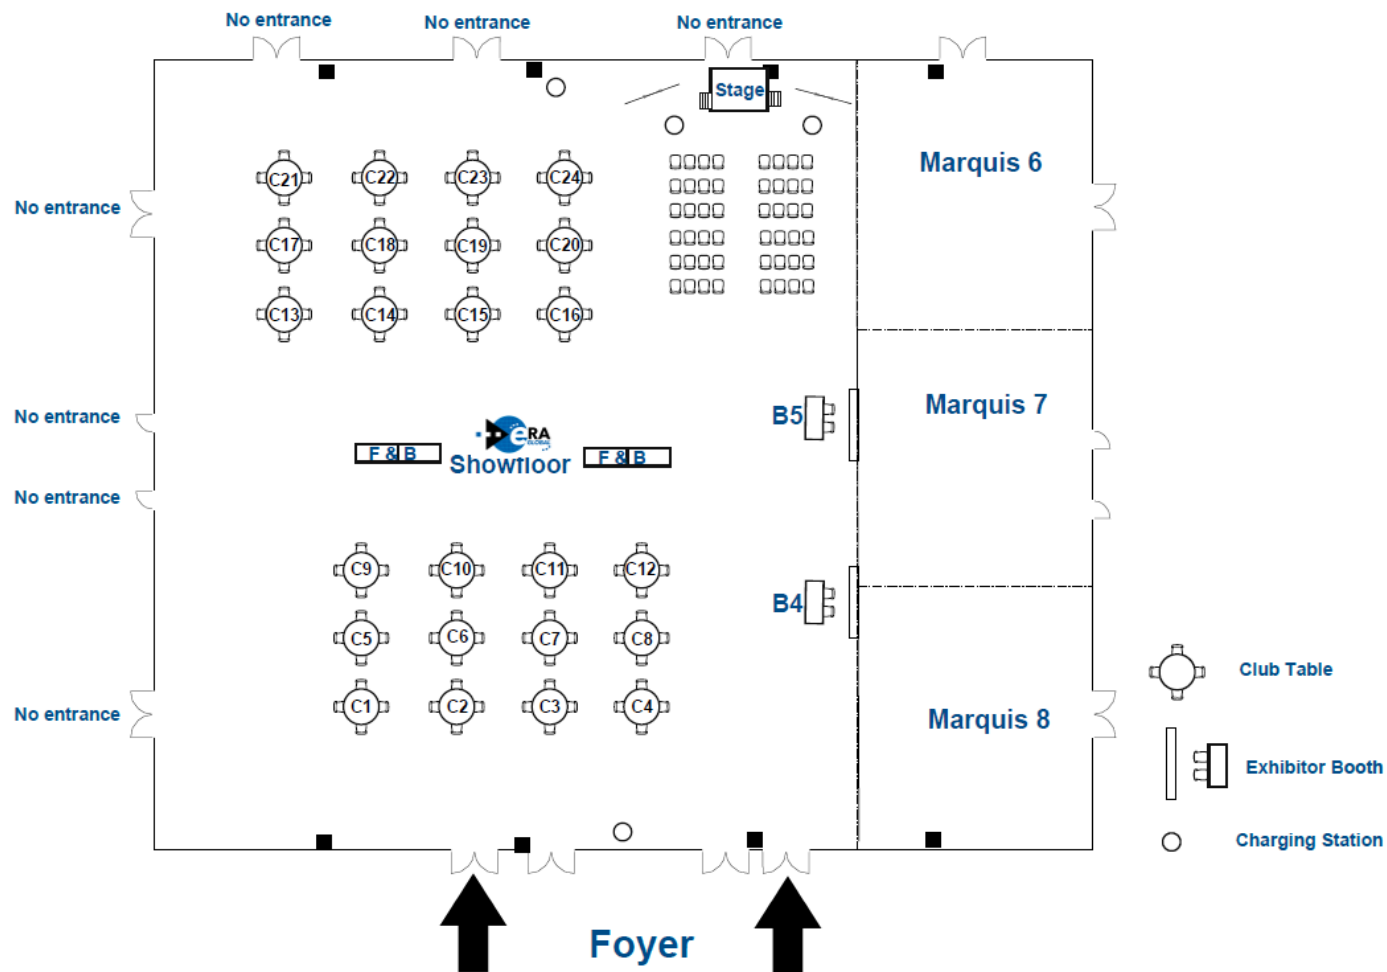 No entrance
No entrance
No entrance
Stage
Marquis 6
C21
C22
C23
C24
No entrance
C17
C18
C19
C20
C13
C14
C15
C16
Marquis 7
No entrance
B5
eRA
GLOBAL
F & B
Showfloor
F & B
No entrance
C9
C10
C11
C12
B4
C5
C6
C7
C8
Club Table
C1
C2
C3
C4
No entrance
Marquis 8
Exhibitor Booth
Charging Station
Foyer